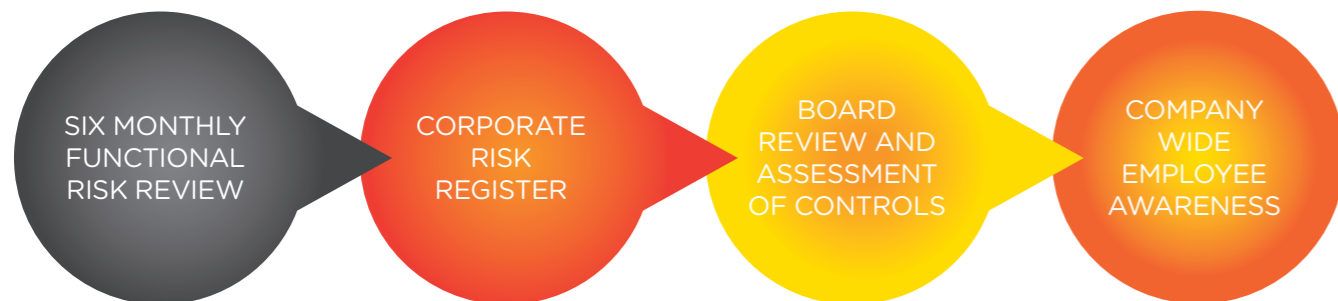 SIX MONTHLY
FUNCTIONAL
RISK REVIEW
CORPORATE
RISK
REGISTER
BOARD
REVIEW AND
ASSESSMENT
OF CONTROLS
COMPANY
WIDE
EMPLOYEE
AWARENESS